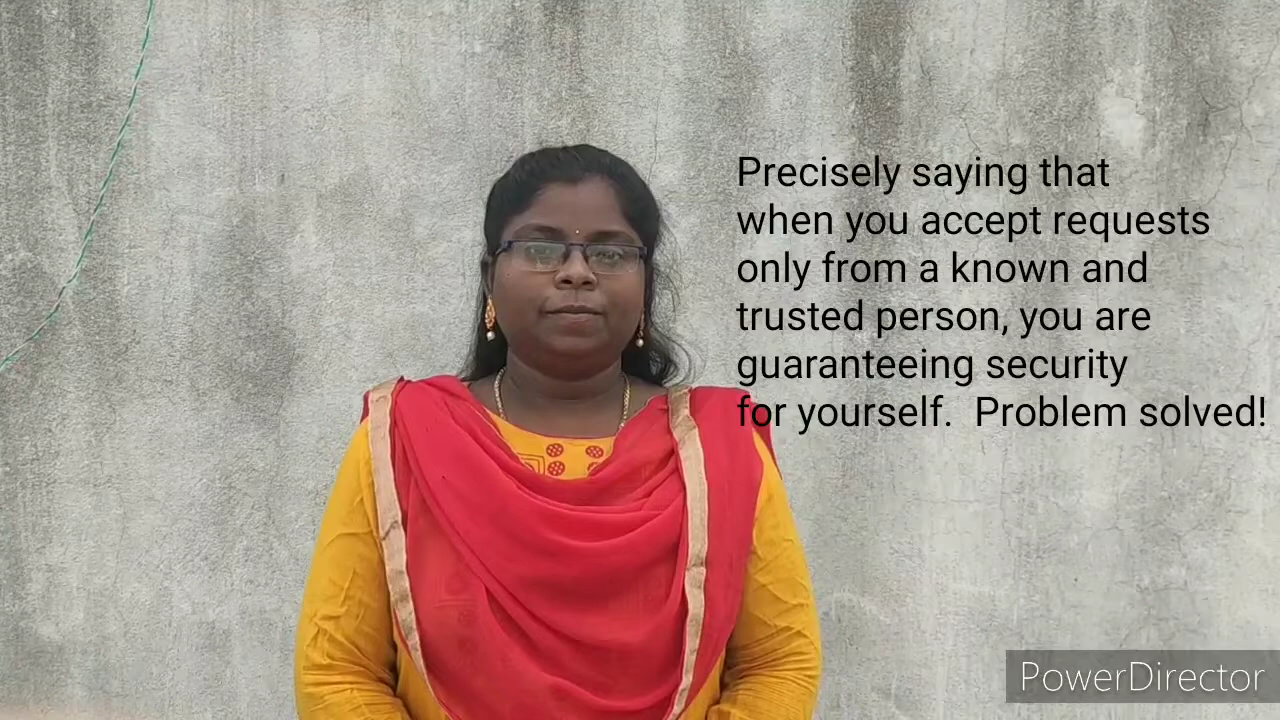 Precisely saying that
when you accept requests
only from a known and
trusted person, you are
guaranteeing security
for yourself.  Problem solved!
PowerDirector